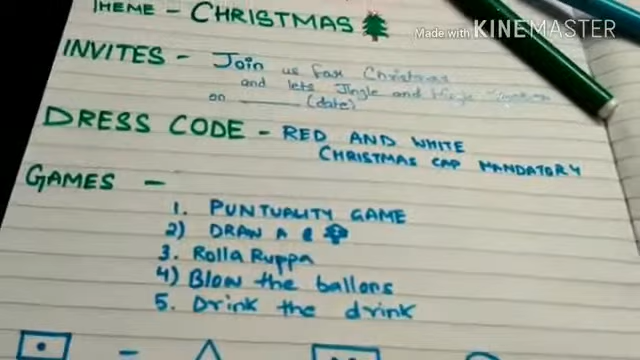 Made with KINEMASTER
THEME - CHRISTMAS
INVITES - Join us for Christmas
and lets Jingle and
on ______ (date)
DRESS CODE - RED AND WHITE
CHRISTMAS CAP MANDATORY
GAMES -
1. PUNTUALITY GAME
2) DRAW A
3. Rolla Ruppa
4) Blow the ballons
5. Drink the drink